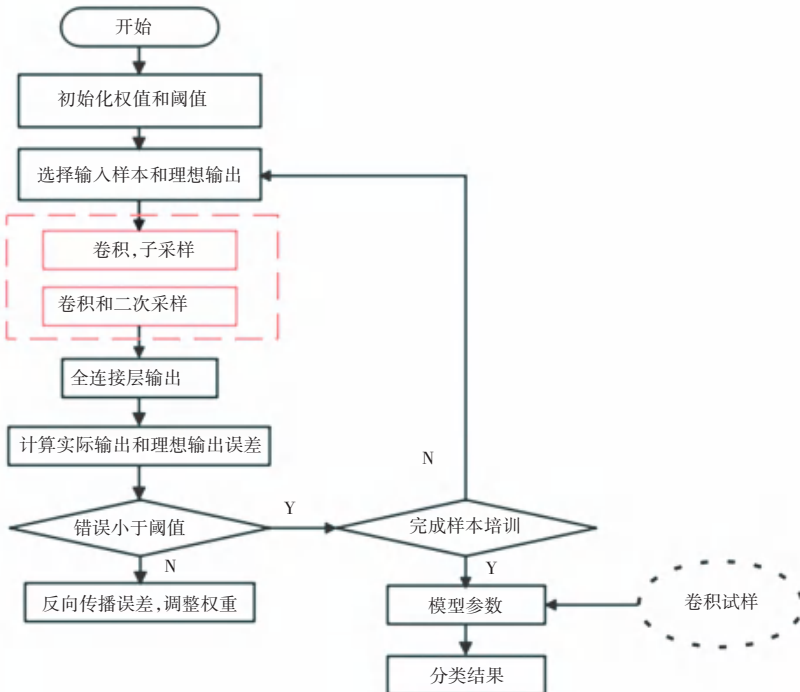 开始
初始化权值和阈值
选择输入样本和理想输出
卷积,子采样
卷积和二次采样
全连接层输出
计算实际输出和理想输出误差
N
错误小于阈值
Y
完成样本培训
N
Y
反向传播误差,调整权重
模型参数
卷积试样
分类结果